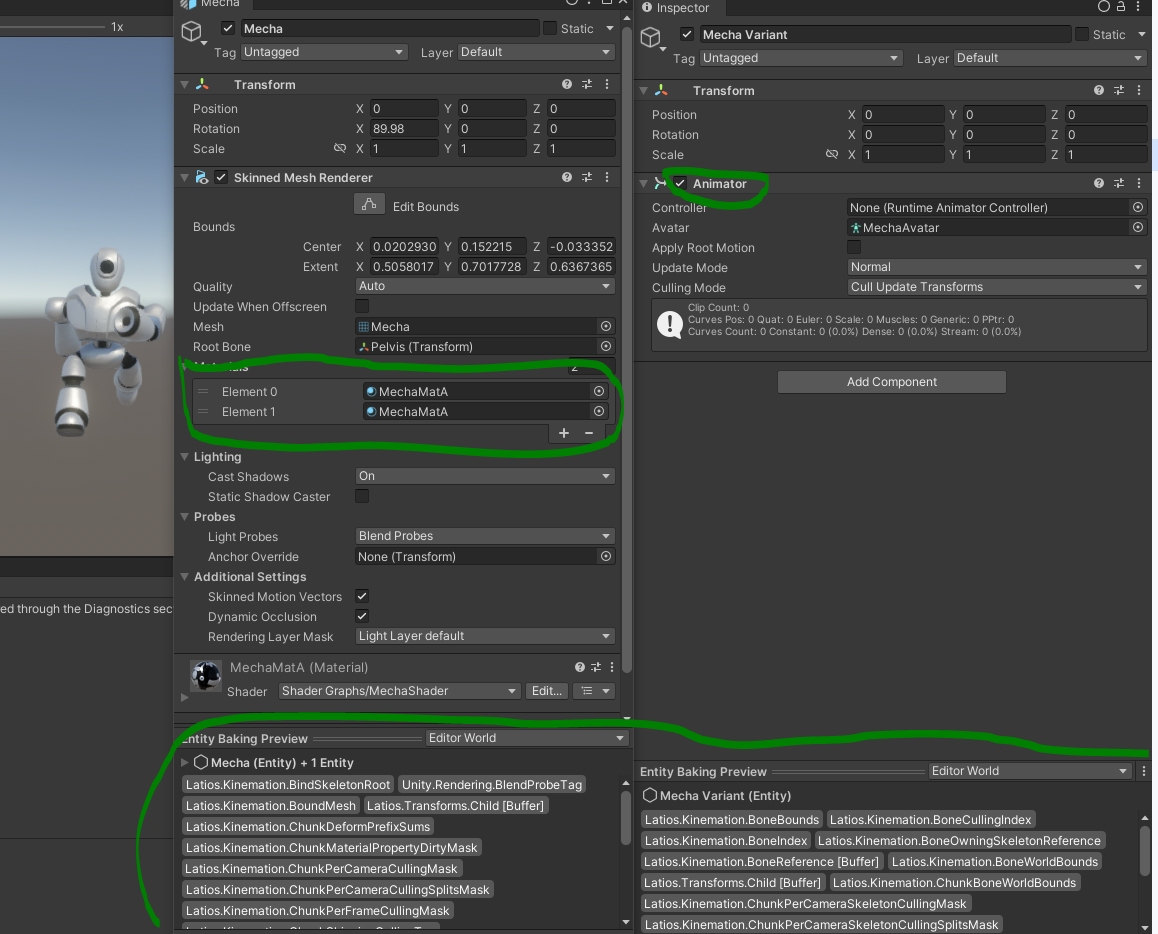 1x
ed through the Diagnostics sec
Mecha
Mecha
Static
Tag
Untagged
Layer
Default
Transform
Position
X 0 Y 0 Z 0
Rotation
X 89.98 Y 0 Z 0
Scale
X 1 Y 1 Z 1
Skinned Mesh Renderer
Edit Bounds
Bounds
Center X 0.0202930 Y 0.152215 Z -0.033352
Extent X 0.5058017 Y 0.7017728 Z 0.6367365
Quality
Auto
Update When Offscreen
Mesh
Mecha
Root Bone
Pelvis (Transform)
Materials
2
Element 0
MechaMatA
Element 1
MechaMatA
+ −
Lighting
Cast Shadows
On
Static Shadow Caster
Probes
Light Probes
Blend Probes
Anchor Override
None (Transform)
Additional Settings
Skinned Motion Vectors
Dynamic Occlusion
Rendering Layer Mask
Light Layer default
MechaMatA (Material)
Shader
Shader Graphs/MechaShader
Edit...
Entity Baking Preview
Editor World
Mecha (Entity) + 1 Entity
Latios.Kinemation.BindSkeletonRoot
Unity.Rendering.BlendProbeTag
Latios.Kinemation.BoundMesh
Latios.Transforms.Child [Buffer]
Latios.Kinemation.ChunkDeformPrefixSums
Latios.Kinemation.ChunkMaterialPropertyDirtyMask
Latios.Kinemation.ChunkPerCameraCullingMask
Latios.Kinemation.ChunkPerCameraCullingSplitsMask
Latios.Kinemation.ChunkPerFrameCullingMask
Inspector
Mecha Variant
Static
Tag
Untagged
Layer
Default
Transform
Position
X 0 Y 0 Z 0
Rotation
X 0 Y 0 Z 0
Scale
X 1 Y 1 Z 1
Animator
Controller
None (Runtime Animator Controller)
Avatar
MechaAvatar
Apply Root Motion
Update Mode
Normal
Culling Mode
Cull Update Transforms
Clip Count: 0
Curves Pos: 0 Quat: 0 Euler: 0 Scale: 0 Muscles: 0 Generic: 0 PPtr: 0
Curves Count: 0 Constant: 0 (0.0%) Dense: 0 (0.0%) Stream: 0 (0.0%)
Add Component
Entity Baking Preview
Editor World
Mecha Variant (Entity)
Latios.Kinemation.BoneBounds
Latios.Kinemation.BoneCullingIndex
Latios.Kinemation.BoneIndex
Latios.Kinemation.BoneOwningSkeletonReference
Latios.Kinemation.BoneReference [Buffer]
Latios.Kinemation.BoneWorldBounds
Latios.Transforms.Child [Buffer]
Latios.Kinemation.ChunkBoneWorldBounds
Latios.Kinemation.ChunkPerCameraSkeletonCullingMask
Latios.Kinemation.ChunkPerCameraSkeletonCullingSplitsMask